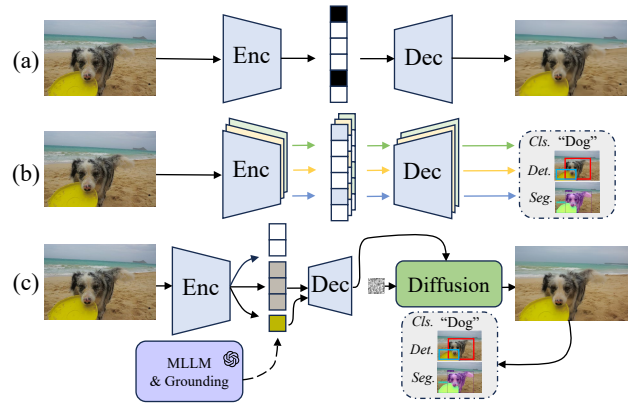 (a)
Enc
Dec
(b)
Enc
Dec
Cls. “Dog”
Det.
Seg.
(c)
Enc
Dec
Diffusion
MLLM
& Grounding
Cls. “Dog”
Det.
Seg.